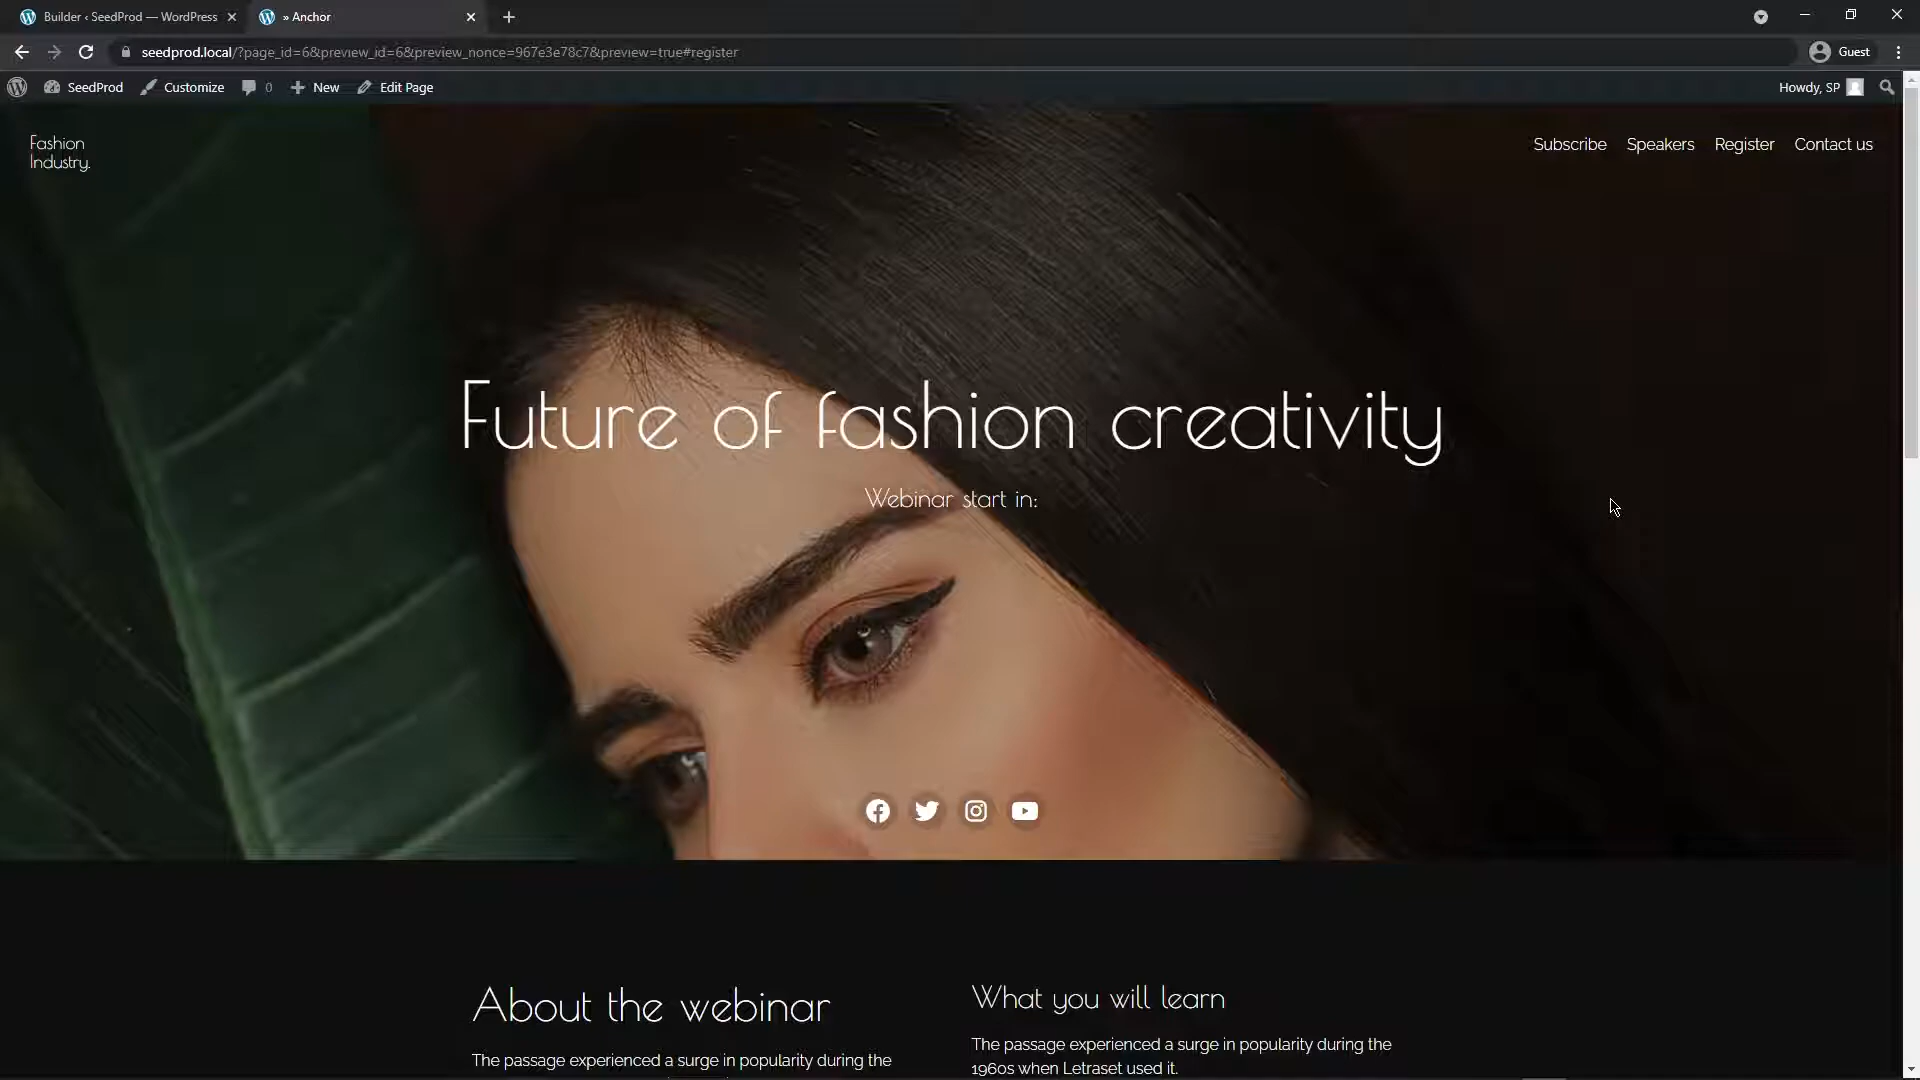 Builder ‹ SeedProd — WordPress
» Anchor
seedprod.local/?page_id=6&preview_id=6&preview_nonce=967e3e78c7&preview=true#register
Guest
SeedProd
Customize
0
New
Edit Page
Howdy, SP
Fashion
Industry.
Subscribe
Speakers
Register
Contact us
Future of fashion creativity
Webinar start in:
About the webinar
The passage experienced a surge in popularity during the
What you will learn
The passage experienced a surge in popularity during the
1960s when Letraset used it.